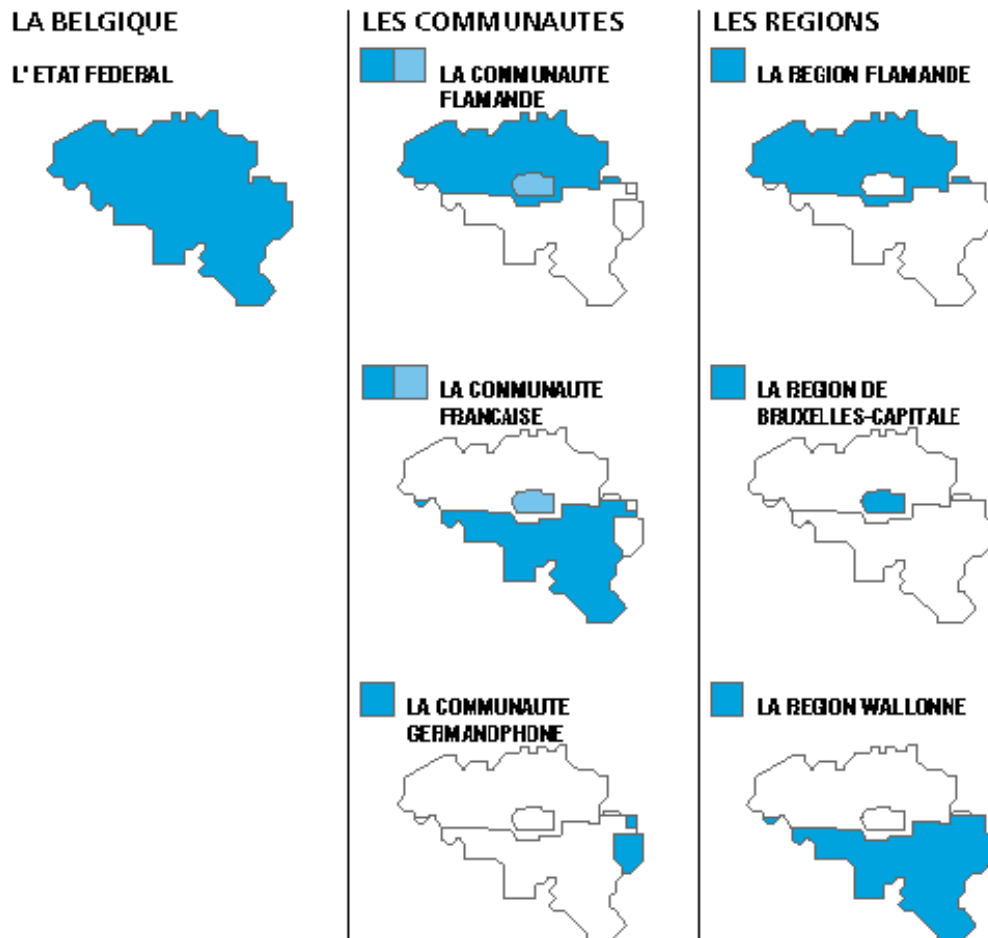 LA BELGIQUE
L'ETAT FEDERAL
LES COMMUNAUTES
LA COMMUNAUTE
FLAMANDE
LA COMMUNAUTE
FRANCAISE
LA COMMUNAUTE
GERMANOPHONE
LES REGIONS
LA REGION FLAMANDE
LA REGION DE
BRUXELLES-CAPITALE
LA REGION WALLONNE